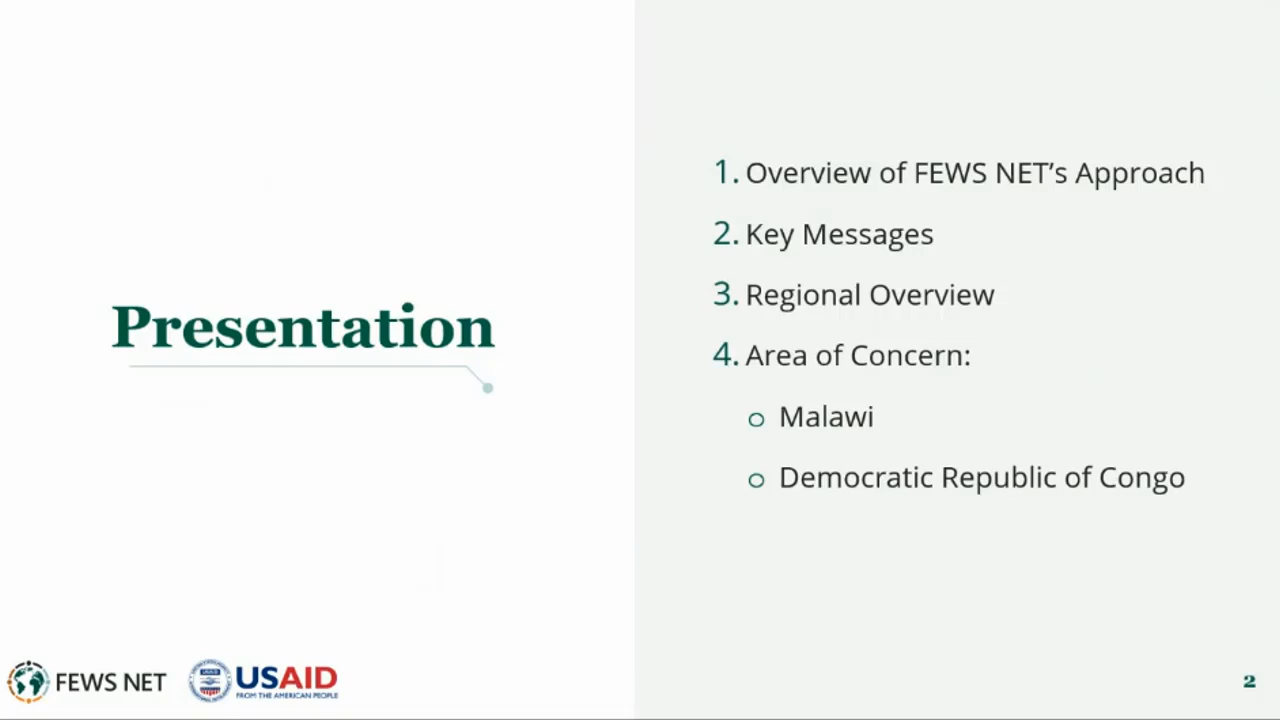 Presentation
1. Overview of FEWS NET’s Approach
2. Key Messages
3. Regional Overview
4. Area of Concern:
o Malawi
o Democratic Republic of Congo
FEWS NET
USAID
FROM THE AMERICAN PEOPLE
2